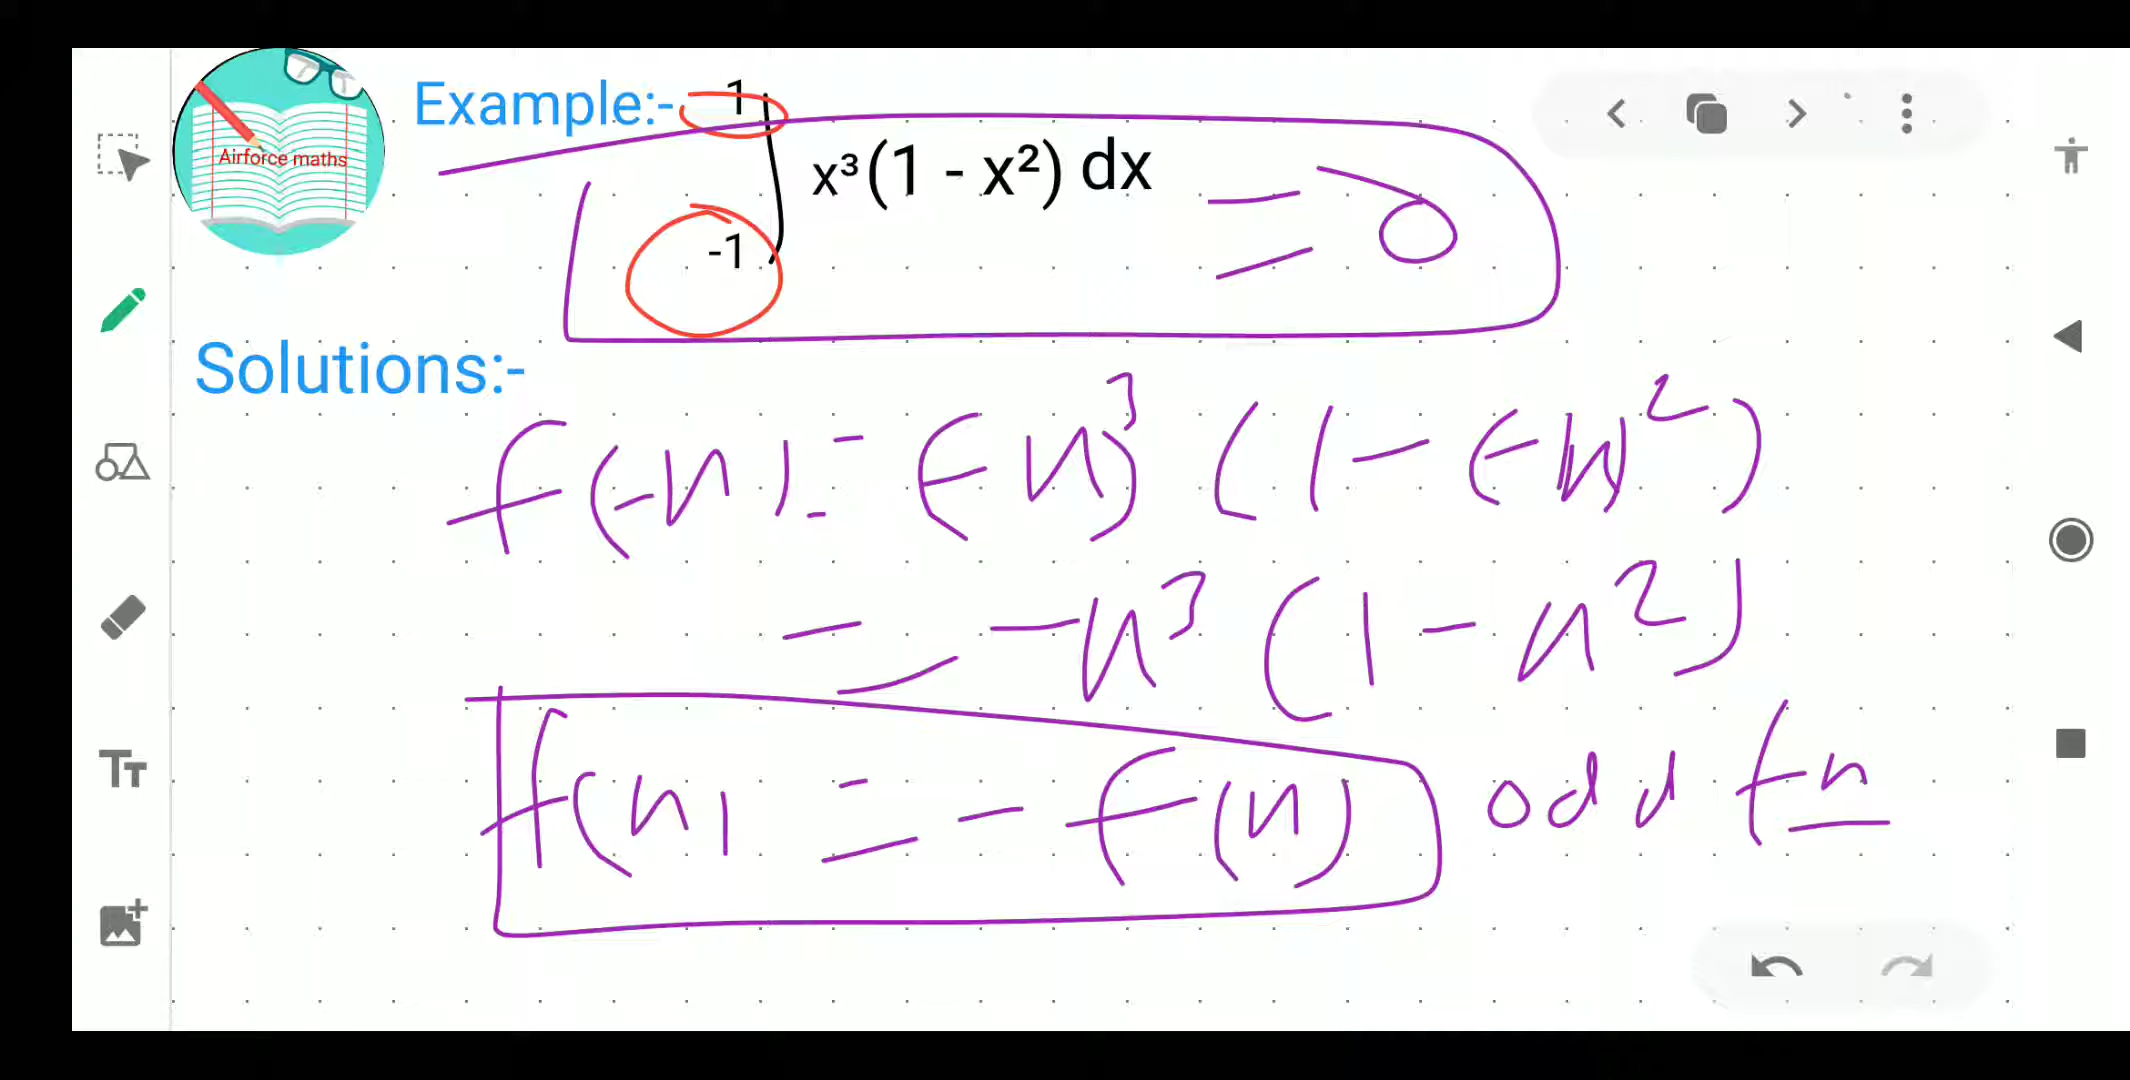 Airforce maths
Example:- 1
x³(1 - x²) dx = 0
-1
Solutions:-
f(-x) = (-x)³ (1 - (-x)²)
= -x³ (1 - x²)
f(x) = - f(x) odd fn